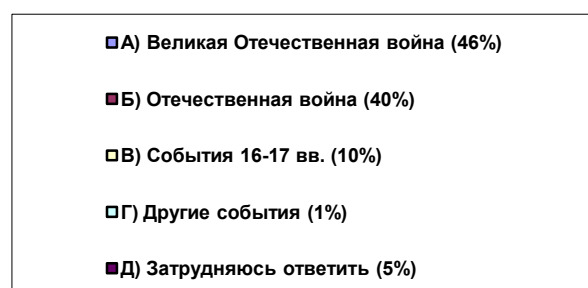 А) Великая Отечественная война (46%)
Б) Отечественная война (40%)
В) События 16-17 вв. (10%)
Г) Другие события (1%)
Д) Затрудняюсь ответить (5%)